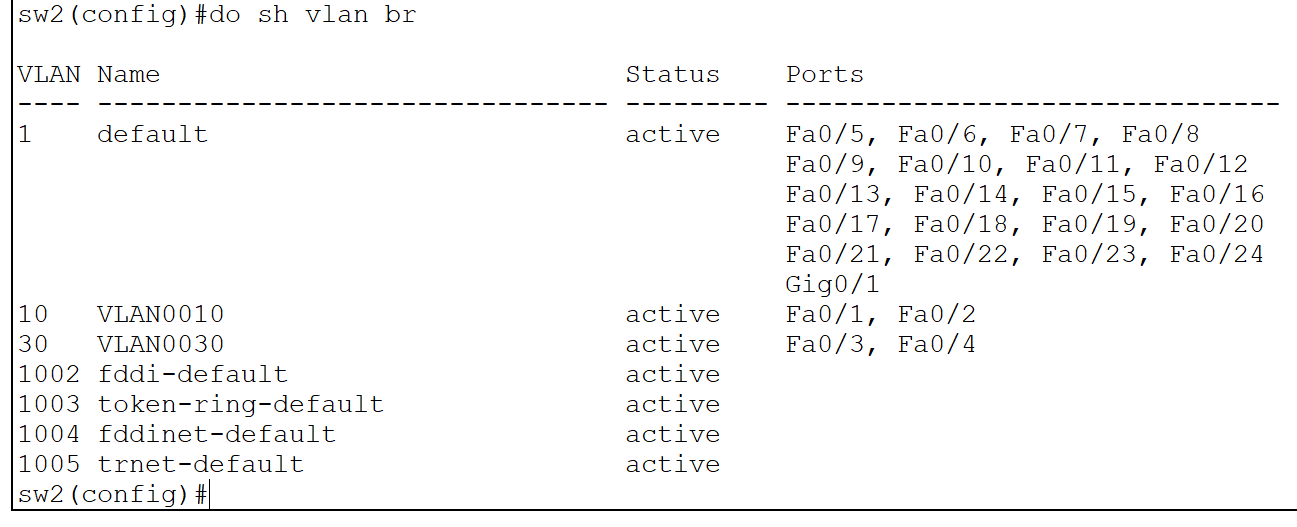 sw2(config)#do sh vlan br
VLAN Name                             Status    Ports
---- -------------------------------- --------- -------------------------------
1    default                          active    Fa0/5, Fa0/6, Fa0/7, Fa0/8
                                                Fa0/9, Fa0/10, Fa0/11, Fa0/12
                                                Fa0/13, Fa0/14, Fa0/15, Fa0/16
                                                Fa0/17, Fa0/18, Fa0/19, Fa0/20
                                                Fa0/21, Fa0/22, Fa0/23, Fa0/24
                                                Gig0/1
10   VLAN0010                         active    Fa0/1, Fa0/2
30   VLAN0030                         active    Fa0/3, Fa0/4
1002 fddi-default                     active
1003 token-ring-default               active
1004 fddinet-default                  active
1005 trnet-default                    active
sw2(config)#